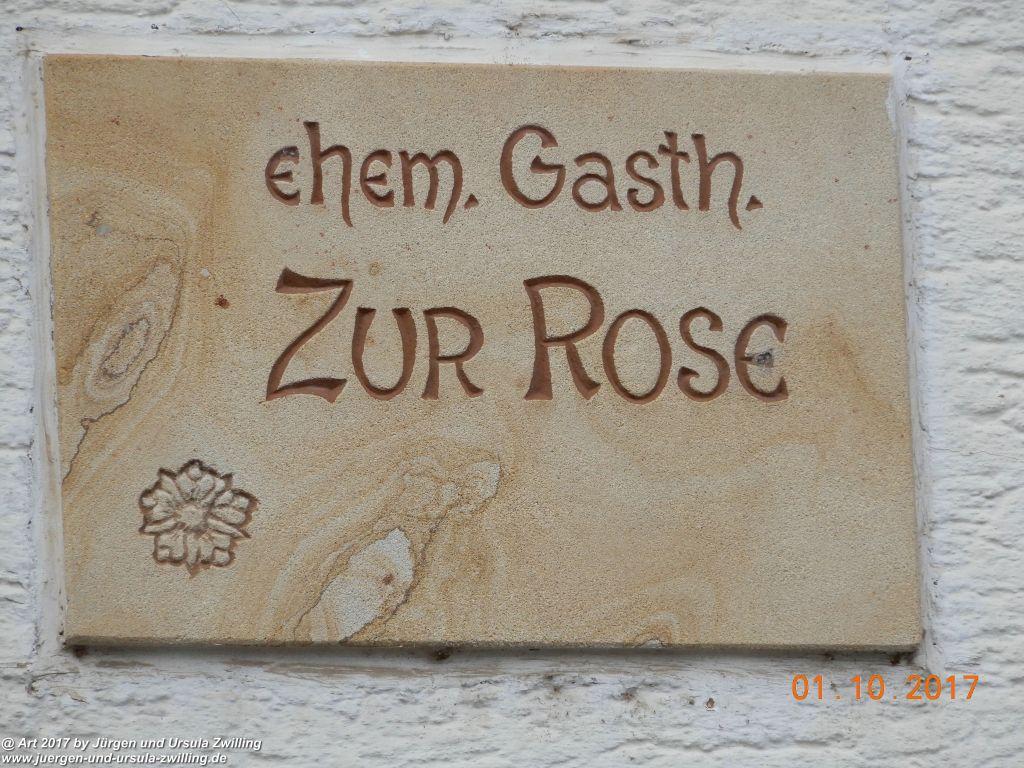 ehem. Gasth.
ZUR ROSE
01.10.2017
@ Art 2017 by Jürgen und Ursula Zwilling
www.juergen-und-ursula-zwilling.de